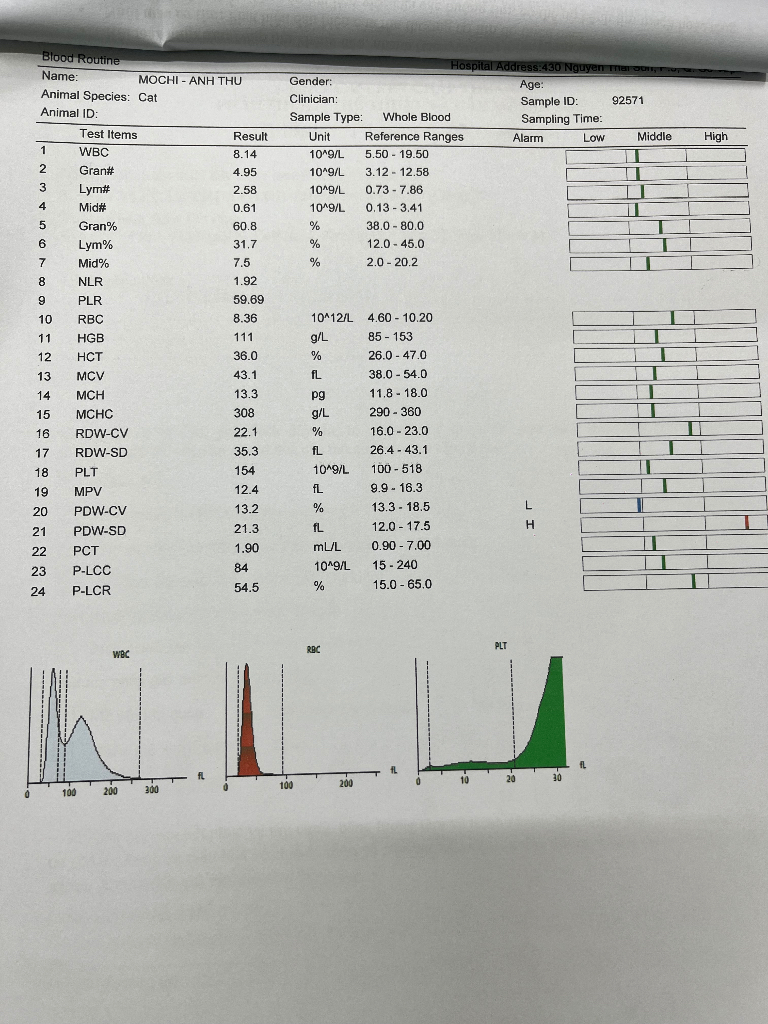 Blood Routine
Hospital Address:430 Nguyen Thai Son,
Name: MOCHI - ANH THU Gender: Age:
Animal Species: Cat Clinician: Sample ID: 92571
Animal ID: Sample Type: Whole Blood Sampling Time:
Test Items Result Unit Reference Ranges Alarm Low Middle High
1 WBC 8.14 10^9/L 5.50 - 19.50
2 Gran# 4.95 10^9/L 3.12 - 12.58
3 Lym# 2.58 10^9/L 0.73 - 7.86
4 Mid# 0.61 10^9/L 0.13 - 3.41
5 Gran% 60.8 % 38.0 - 80.0
6 Lym% 31.7 % 12.0 - 45.0
7 Mid% 7.5 % 2.0 - 20.2
8 NLR 1.92
9 PLR 59.69
10 RBC 8.36 10^12/L 4.60 - 10.20
11 HGB 111 g/L 85 - 153
12 HCT 36.0 % 26.0 - 47.0
13 MCV 43.1 fL 38.0 - 54.0
14 MCH 13.3 pg 11.8 - 18.0
15 MCHC 308 g/L 290 - 360
16 RDW-CV 22.1 % 16.0 - 23.0
17 RDW-SD 35.3 fL 26.4 - 43.1
18 PLT 154 10^9/L 100 - 518
19 MPV 12.4 fL 9.9 - 16.3
20 PDW-CV 13.2 % 13.3 - 18.5 L
21 PDW-SD 21.3 fL 12.0 - 17.5 H
22 PCT 1.90 mL/L 0.90 - 7.00
23 P-LCC 84 10^9/L 15 - 240
24 P-LCR 54.5 % 15.0 - 65.0
WBC RBC PLT
0 100 200 300 fL 0 100 200 fL 0 10 20 30 fL